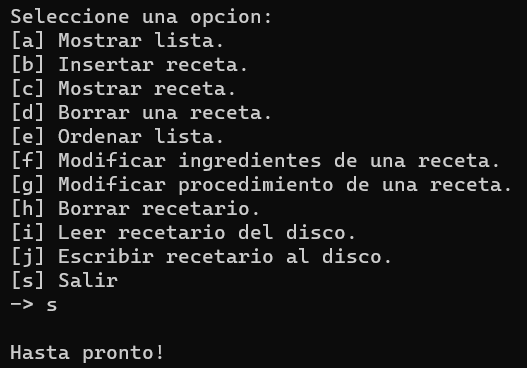 Seleccione una opcion:
[a] Mostrar lista.
[b] Insertar receta.
[c] Mostrar receta.
[d] Borrar una receta.
[e] Ordenar lista.
[f] Modificar ingredientes de una receta.
[g] Modificar procedimiento de una receta.
[h] Borrar recetario.
[i] Leer recetario del disco.
[j] Escribir recetario al disco.
[s] Salir
-> s
Hasta pronto!